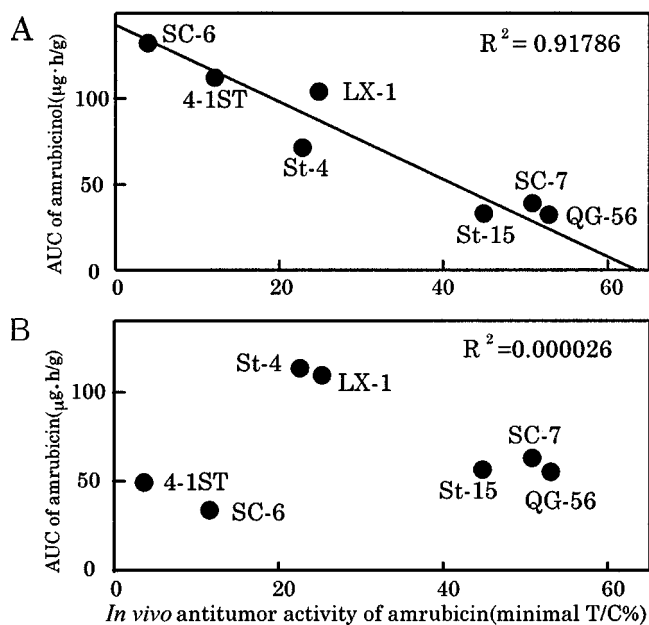 A
SC-6
R² = 0.91786
100
4-1ST
LX-1
St-4
50
SC-7
St-15
QG-56
0
0 20 40 60
AUC of amrubicinol(μg·h/g)
B
St-4
R²=0.000026
LX-1
100
SC-7
50
4-1ST
St-15
SC-6
QG-56
0
0 20 40 60
AUC of amrubicin(μg·h/g)
In vivo antitumor activity of amrubicin(minimal T/C%)